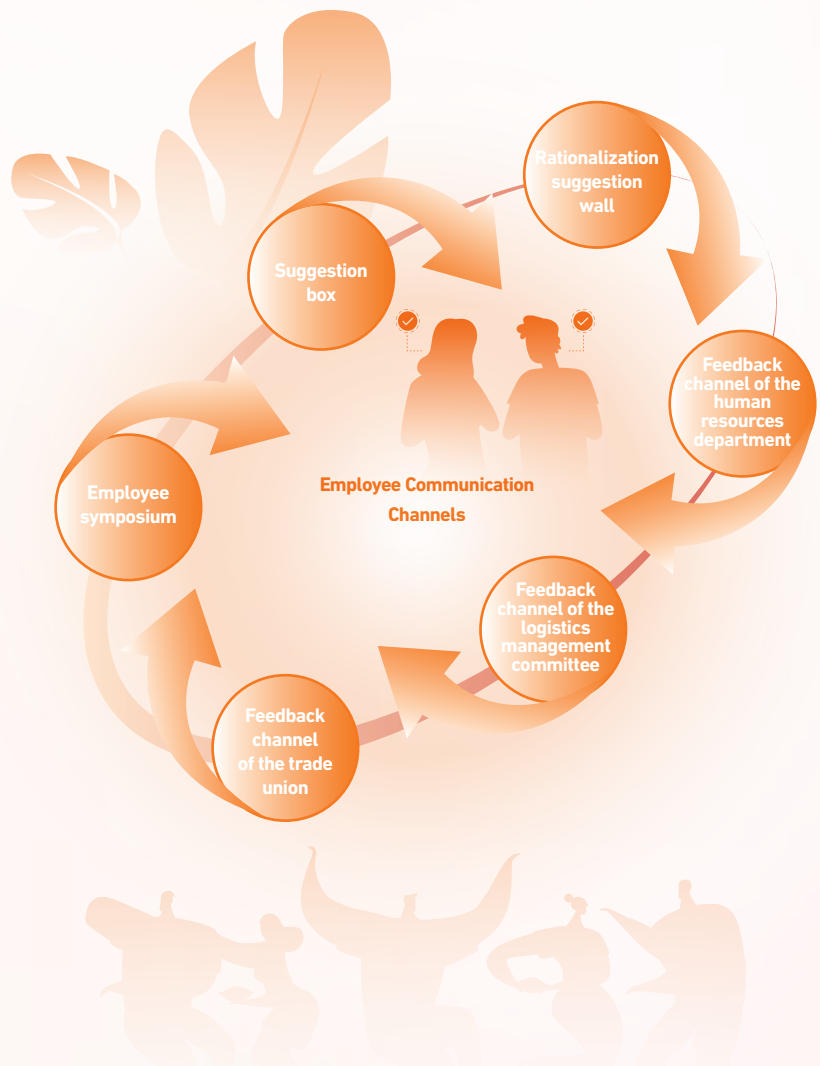 Rationalization
suggestion
wall
Suggestion
box
Feedback
channel of the
human
resources
department
Employee Communication
Channels
Employee
symposium
Feedback
channel of the
logistics
management
committee
Feedback
channel
of the trade
union